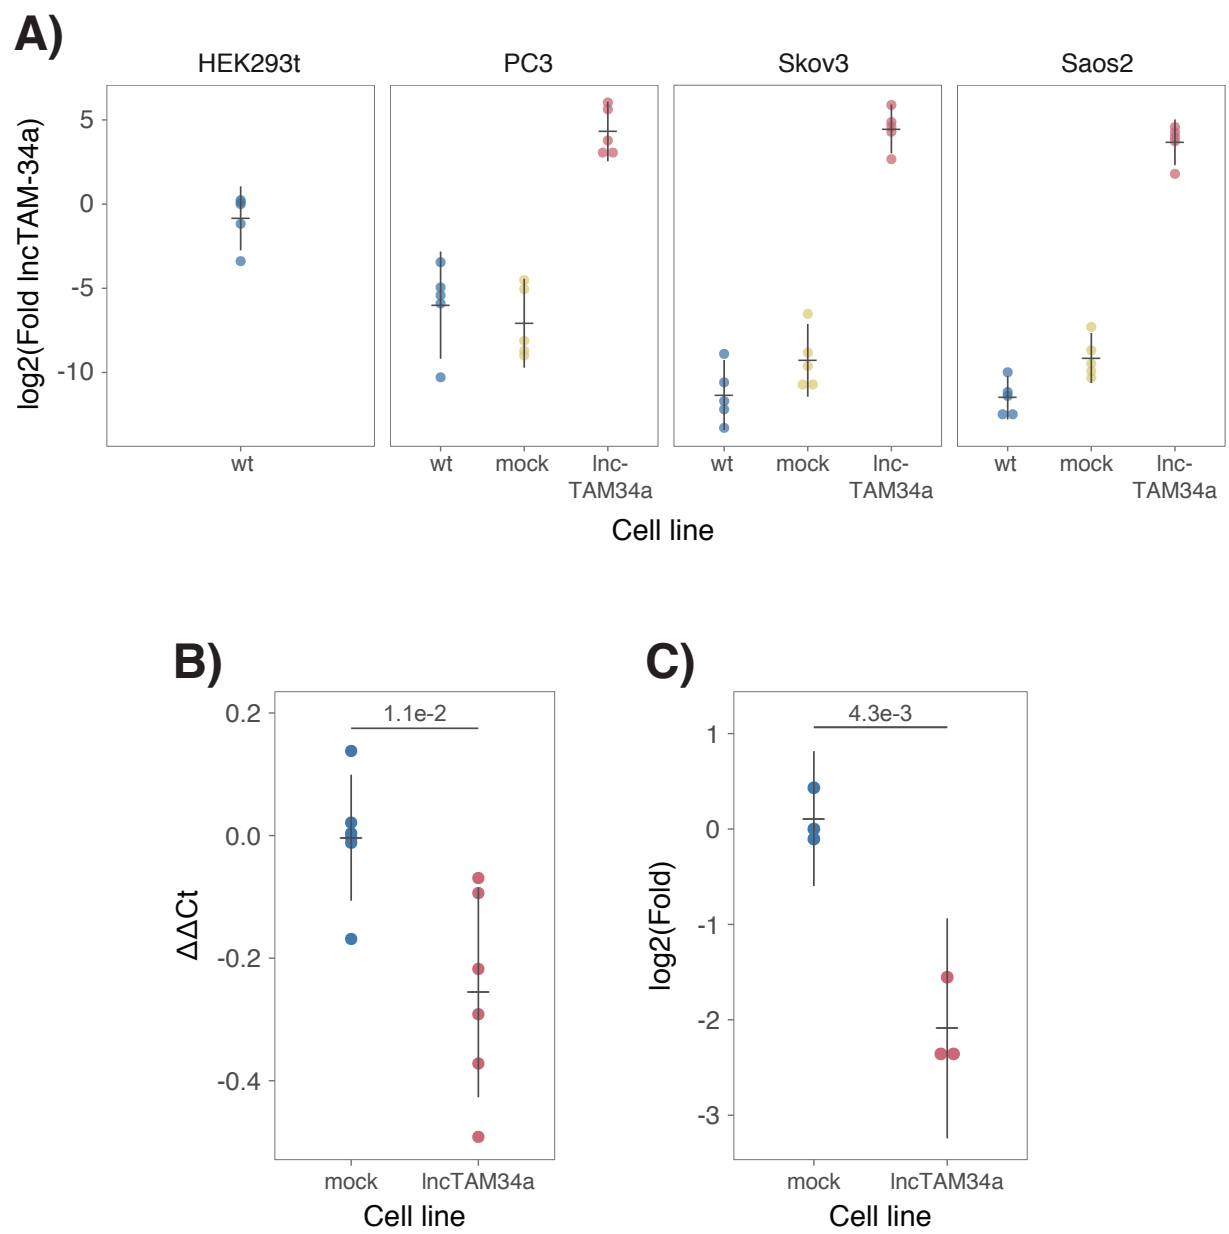 A)
HEK293t
PC3
Skov3
Saos2
log2(Fold lncTAM-34a)
5
0
-5
-10
wt
wt
mock
lnc-
TAM34a
wt
mock
lnc-
TAM34a
wt
mock
lnc-
TAM34a
Cell line
B)
ΔΔCt
0.2
0.0
-0.2
-0.4
1.1e-2
mock
lncTAM34a
Cell line
C)
log2(Fold)
1
0
-1
-2
-3
4.3e-3
mock
lncTAM34a
Cell line